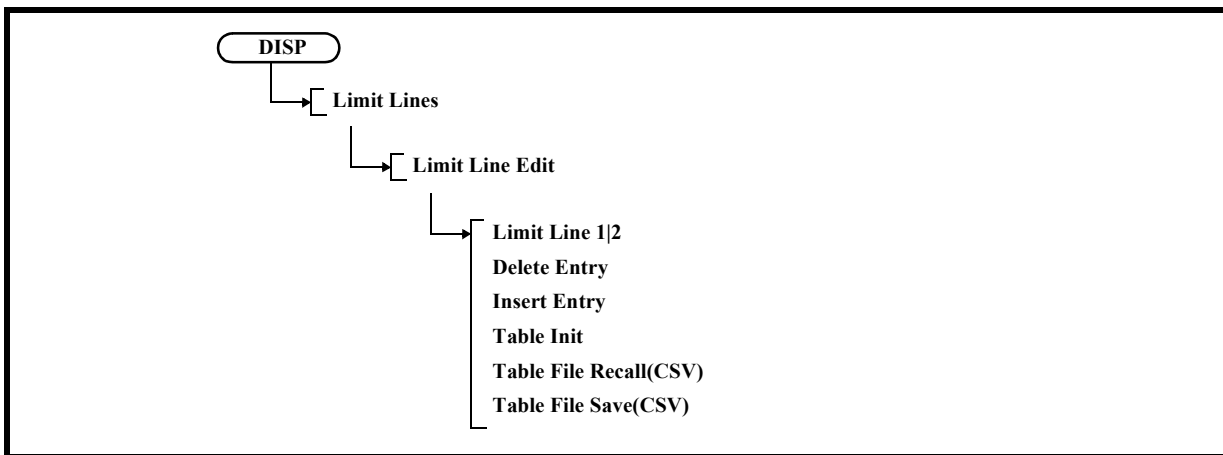 DISP
Limit Lines
Limit Line Edit
Limit Line 1|2
Delete Entry
Insert Entry
Table Init
Table File Recall(CSV)
Table File Save(CSV)